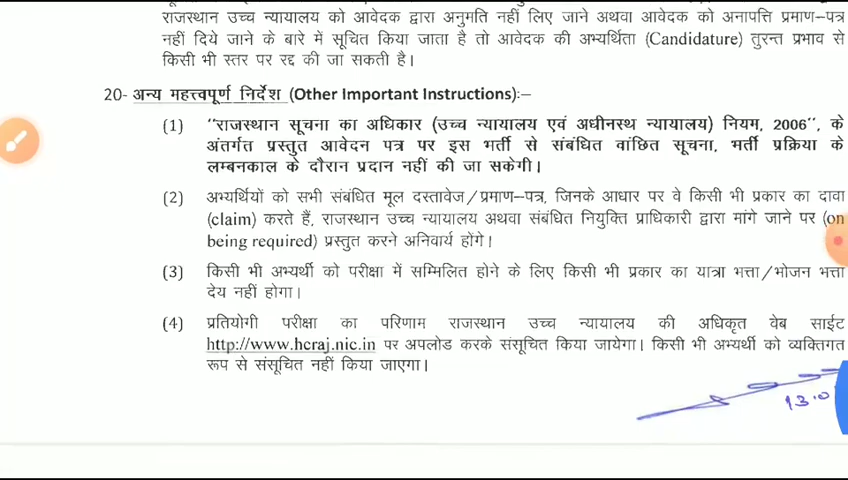 राजस्थान उच्च न्यायालय को आवेदक द्वारा अनुमति नहीं लिए जाने अथवा आवेदक को अनापत्ति प्रमाण–पत्र
नहीं दिये जाने के बारे में सूचित किया जाता है तो आवेदक की अभ्यर्थिता (Candidature) तुरन्त प्रभाव से
किसी भी स्तर पर रद्द की जा सकती है।
20- अन्य महत्त्वपूर्ण निर्देश (Other Important Instructions):–
(1) "राजस्थान सूचना का अधिकार (उच्च न्यायालय एवं अधीनस्थ न्यायालय) नियम, 2006", के
अंतर्गत प्रस्तुत आवेदन पत्र पर इस भर्ती से संबंधित वांछित सूचना, भर्ती प्रक्रिया के
लम्बनकाल के दौरान प्रदान नहीं की जा सकेगी।
(2) अभ्यर्थियों को सभी संबंधित मूल दस्तावेज/प्रमाण–पत्र, जिनके आधार पर वे किसी भी प्रकार का दावा
(claim) करते हैं, राजस्थान उच्च न्यायालय अथवा संबंधित नियुक्ति प्राधिकारी द्वारा मांगे जाने पर (on
being required) प्रस्तुत करने अनिवार्य होंगे।
(3) किसी भी अभ्यर्थी को परीक्षा में सम्मिलित होने के लिए किसी भी प्रकार का यात्रा भत्ता/भोजन भत्ता
देय नहीं होगा।
(4) प्रतियोगी परीक्षा का परिणाम राजस्थान उच्च न्यायालय की अधिकृत वेब साईट
http://www.hcraj.nic.in पर अपलोड करके संसूचित किया जायेगा। किसी भी अभ्यर्थी को व्यक्तिगत
रूप से संसूचित नहीं किया जाएगा।
13.0